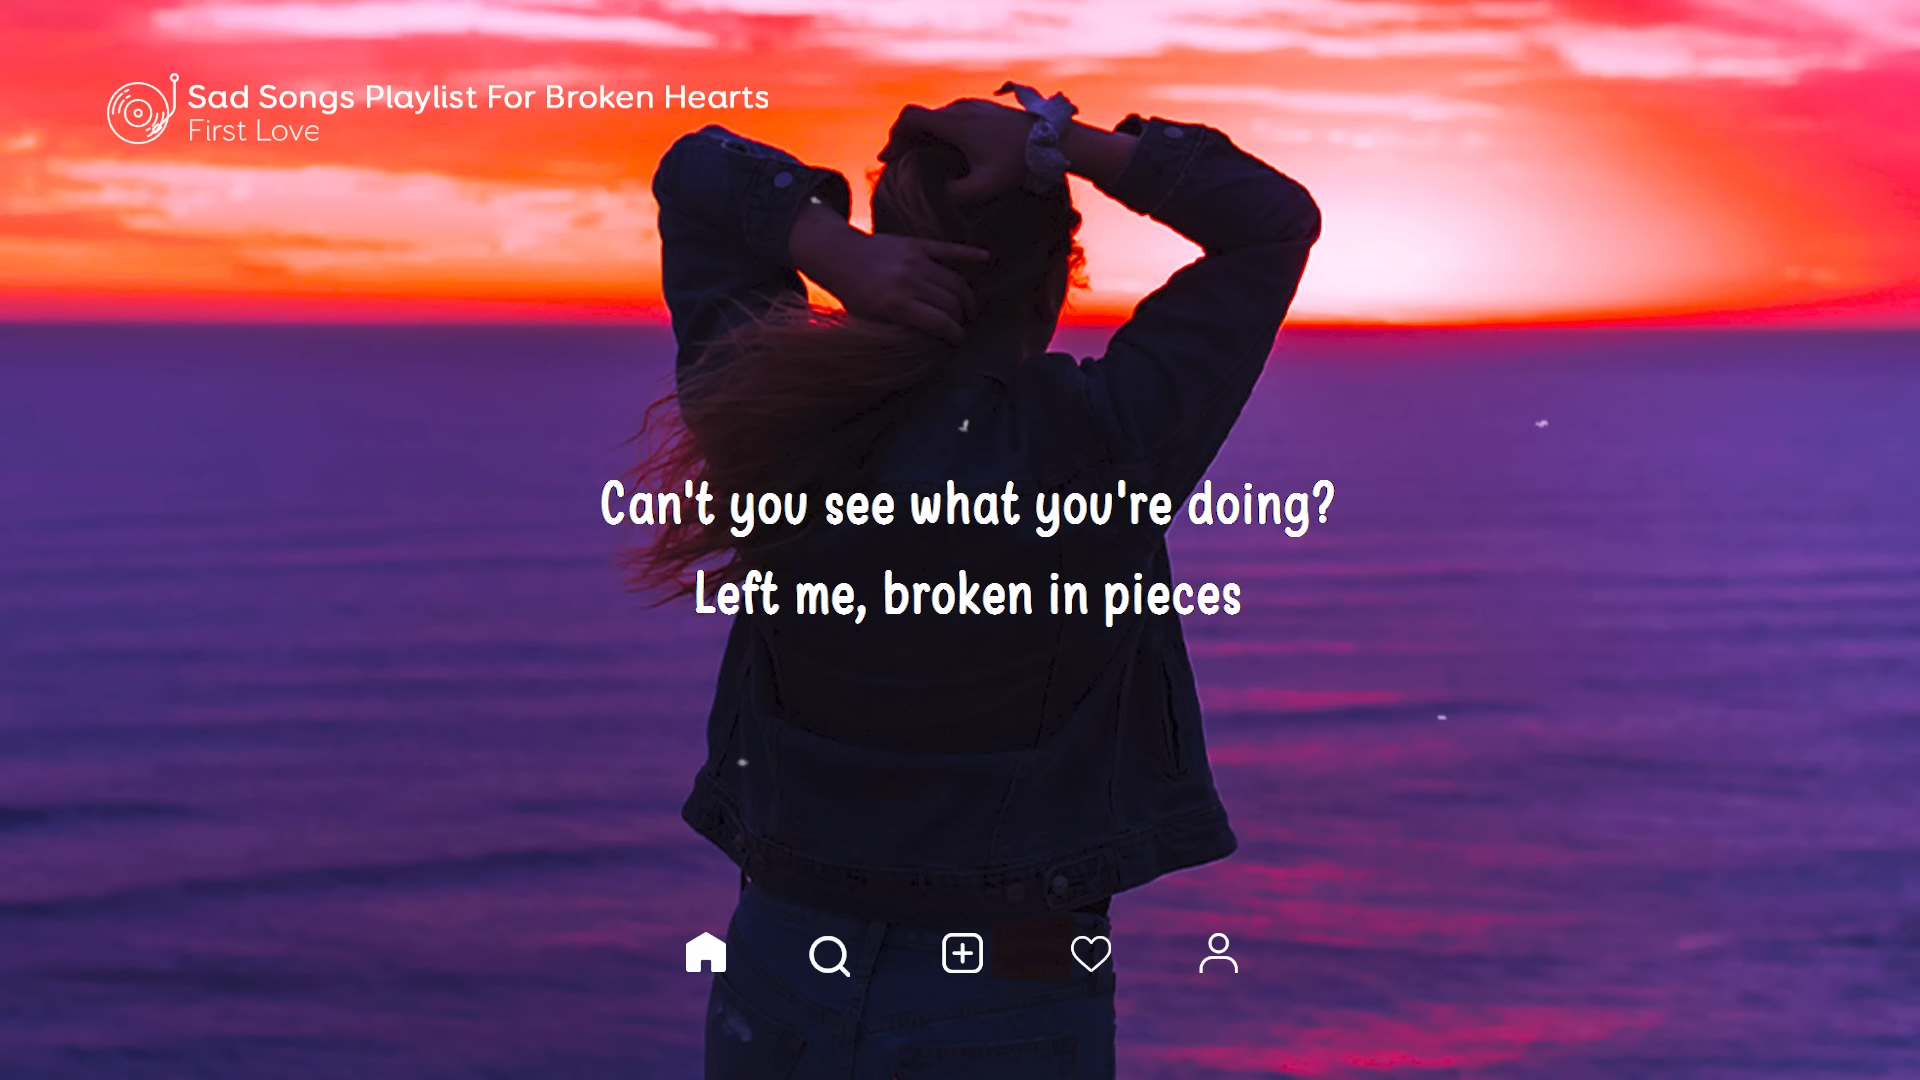 Sad Songs Playlist For Broken Hearts
First Love
Can't you see what you're doing?
Left me, broken in pieces